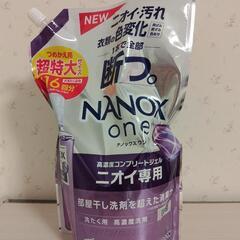 NEW
ニオイ・汚れ
衣類の色変化
まで全部
断つ。
つめかえ用
超特大
6回分
NANOX
one
ナノックス ワン
高濃度コンプリートジェル
ニオイ専用
部屋干し洗剤を超えた消臭
洗たく用 高濃度洗剤